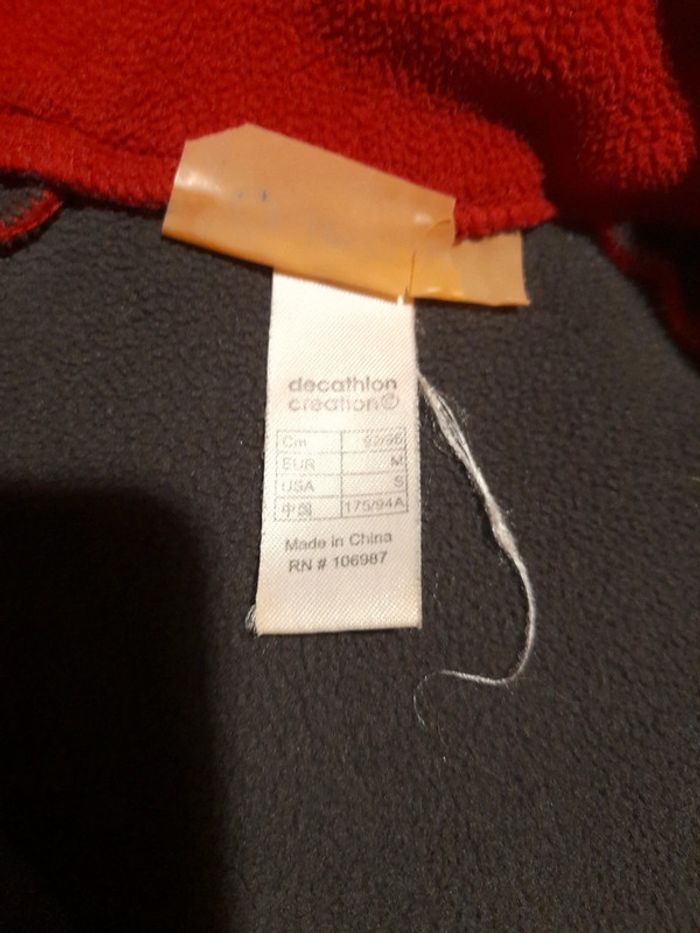 decathlon
creation
Cm 92/96
EUR M
USA S
中国 175/94A
Made in China
RN # 106987